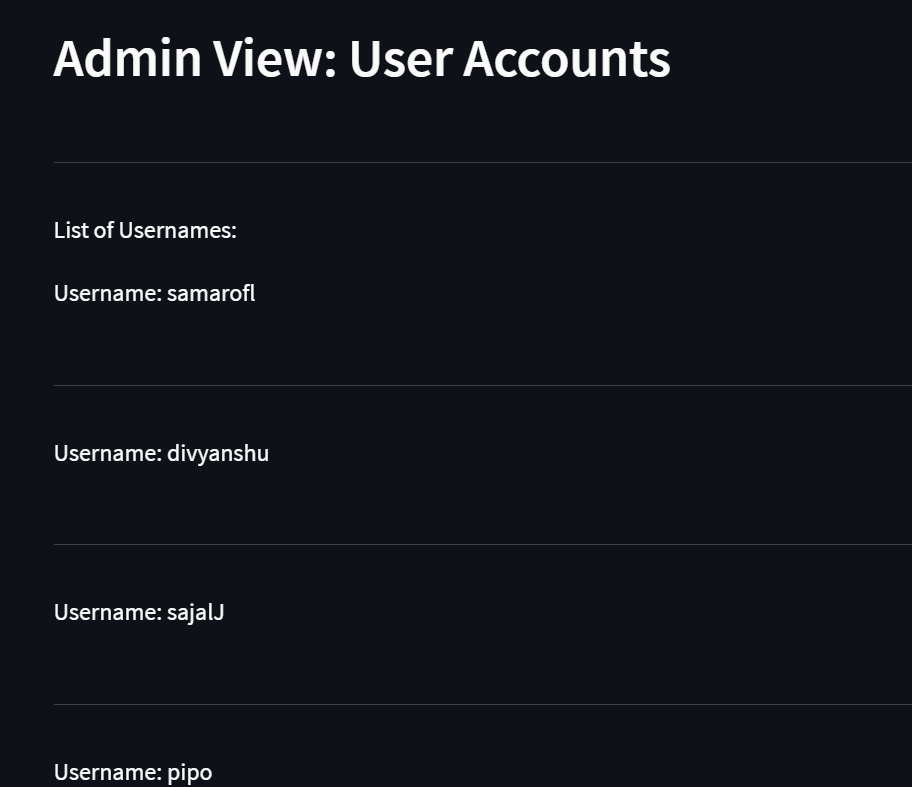 Admin View: User Accounts
List of Usernames:
Username: samarofl
Username: divyanshu
Username: sajalJ
Username: pipo